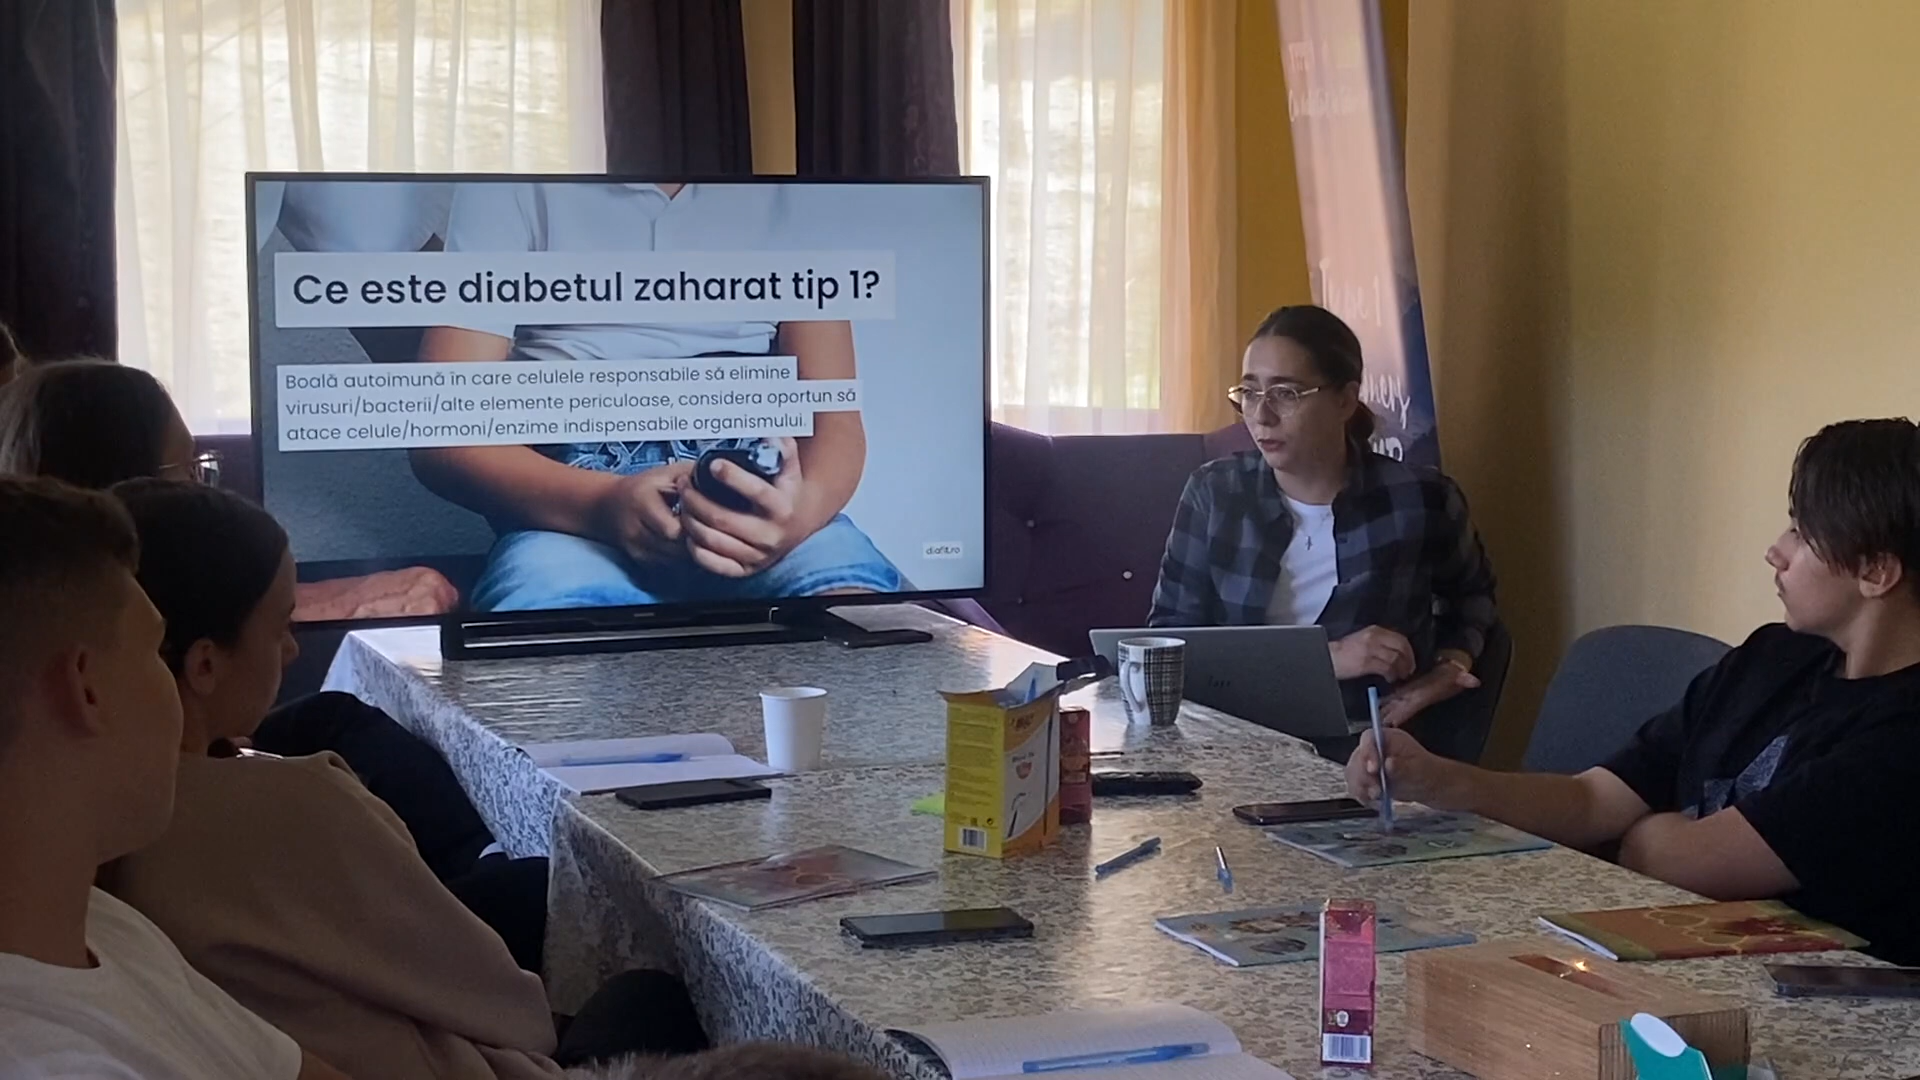 Ce este diabetul zaharat tip 1?
Boală autoimună în care celulele responsabile să elimine
virusuri/bacterii/alte elemente periculoase, considera oportun să
atace celule/hormoni/enzime indispensabile organismului.
diafit.ro